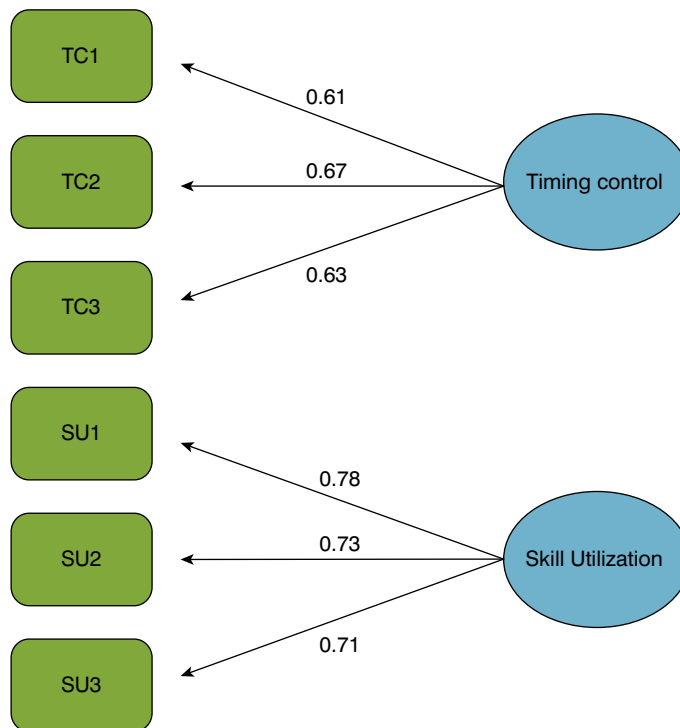 TC1
0.61
TC2
0.67
Timing control
TC3
0.63
SU1
0.78
SU2
0.73
Skill Utilization
SU3
0.71